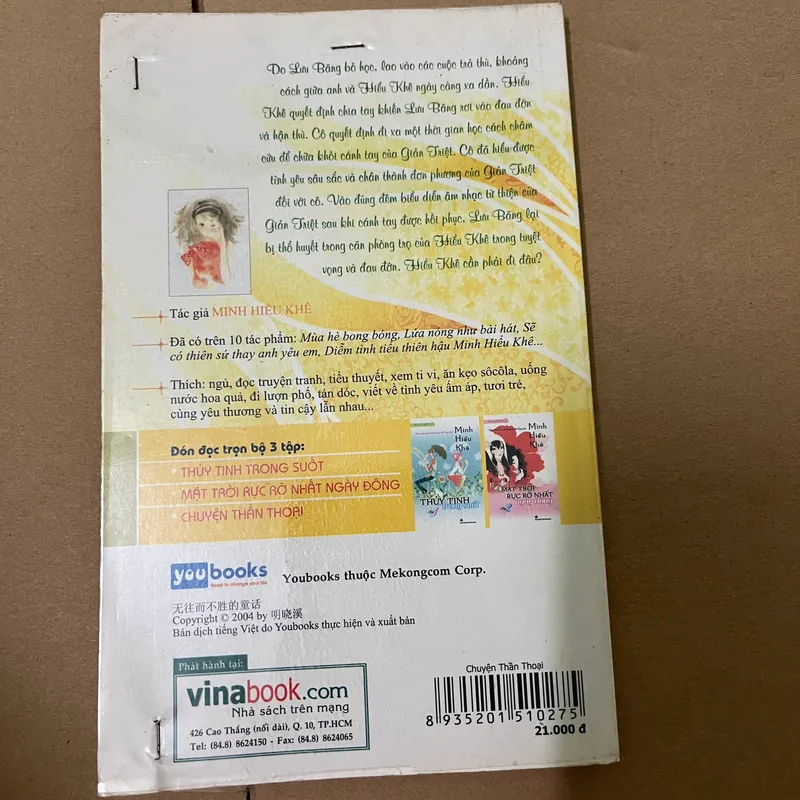 Do Lưu Băng bỏ học, lao vào các cuộc trả thù, khoảng
cách giữa anh và Hiểu Khê ngày càng xa dần. Hiểu
Khê quyết định chia tay khiến Lưu Băng rơi vào đau đớn
và hận thù. Cô quyết định đi xa một thời gian học cách châm
cứu để chữa khỏi cánh tay của Giản Triệt. Cô đã hiểu được
tình yêu sâu sắc và chân thành đơn phương của Giản Triệt
đối với cô. Vào đúng đêm biểu diễn âm nhạc từ thiện của
Giản Triệt sau khi cánh tay được hồi phục, Lưu Băng lại
bị thổ huyết trong căn phòng trọ của Hiểu Khê trong tuyệt
vọng và đau đớn. Hiểu Khê cần phải đi đâu?
Tác giả MINH HIỂU KHÊ
Đã có trên 10 tác phẩm: Mùa hè bong bóng, Lửa nóng như bài hát, Sẽ
có thiên sứ thay anh yêu em, Diễm tình tiểu thiên hậu Minh Hiểu Khê...
Thích: ngủ, đọc truyện tranh, tiểu thuyết, xem ti vi, ăn kẹo sôcôla, uống
nước hoa quả, đi lượn phố, tán dóc, viết về tình yêu ấm áp, tươi trẻ,
cùng yêu thương và tin cậy lẫn nhau...
Đón đọc trọn bộ 3 tập:
THỦY TINH TRONG SUỐT
MẶT TRỜI RỰC RỠ NHẤT NGÀY ĐÔNG
CHUYỆN THẦN THOẠI
Minh
Hiểu
Khê
THỦY TINH
trong suốt
Minh
Hiểu
Khê
MẶT TRỜI
RỰC RỠ NHẤT
youbooks
Read to change your life
Youbooks thuộc Mekongcom Corp.
无往而不胜的童话
Copyright © 2004 by 明晓溪
Bản dịch tiếng Việt do Youbooks thực hiện và xuất bản
Phát hành tại:
vinabook.com
Nhà sách trên mạng
426 Cao Thắng (nối dài), Q. 10, TP.HCM
Tel: (84.8) 8624150 - Fax: (84.8) 8624065
Chuyện Thần Thoại
8 935201 510275
21.000 đ